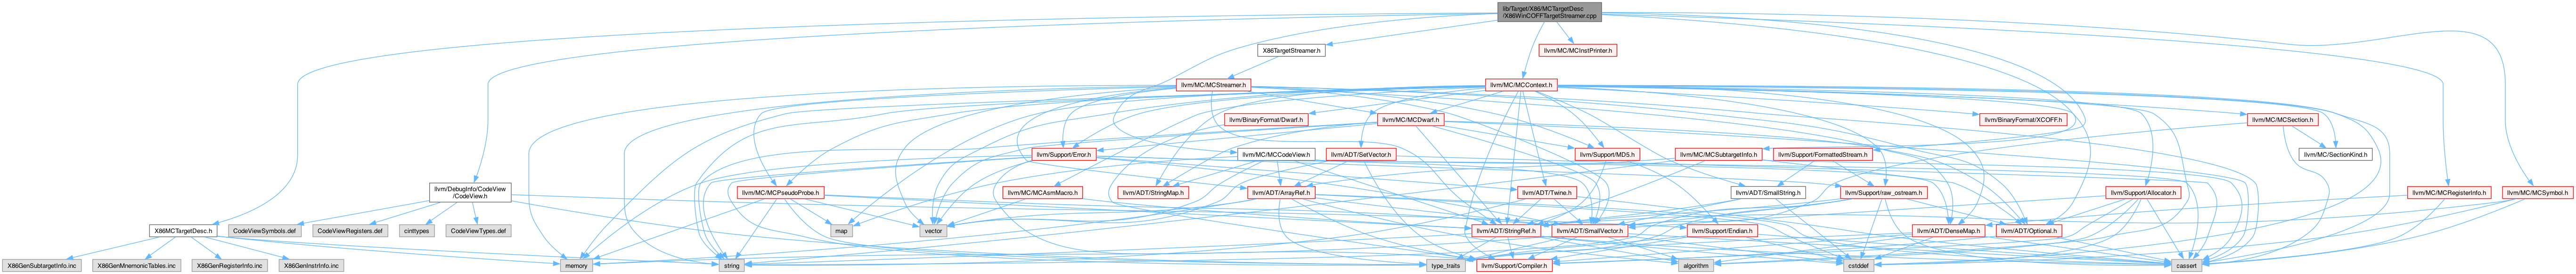 lib/Target/X86/MCTargetDesc
/X86WinCOFFTargetStreamer.cpp
X86TargetStreamer.h
llvm/MC/MCInstPrinter.h
llvm/MC/MCStreamer.h
llvm/MC/MCContext.h
llvm/BinaryFormat/Dwarf.h
llvm/MC/MCDwarf.h
llvm/BinaryFormat/XCOFF.h
llvm/MC/MCSection.h
llvm/Support/Error.h
llvm/MC/MCCodeView.h
llvm/ADT/SetVector.h
llvm/Support/MD5.h
llvm/MC/MCSubtargetInfo.h
llvm/Support/FormattedStream.h
llvm/MC/SectionKind.h
llvm/DebugInfo/CodeView
/CodeView.h
llvm/MC/MCPseudoProbe.h
llvm/MC/MCAsmMacro.h
llvm/ADT/StringMap.h
llvm/ADT/ArrayRef.h
llvm/ADT/Twine.h
llvm/ADT/SmallString.h
llvm/Support/raw_ostream.h
llvm/Support/Allocator.h
llvm/MC/MCRegisterInfo.h
llvm/MC/MCSymbol.h
X86MCTargetDesc.h
CodeViewSymbols.def
CodeViewRegisters.def
cinttypes
CodeViewTypes.def
map
vector
llvm/ADT/StringRef.h
llvm/ADT/SmallVector.h
llvm/Support/Endian.h
llvm/ADT/DenseMap.h
llvm/ADT/Optional.h
X86GenSubtargetInfo.inc
X86GenMnemonicTables.inc
X86GenRegisterInfo.inc
X86GenInstrInfo.inc
memory
string
type_traits
llvm/Support/Compiler.h
algorithm
cstddef
cassert